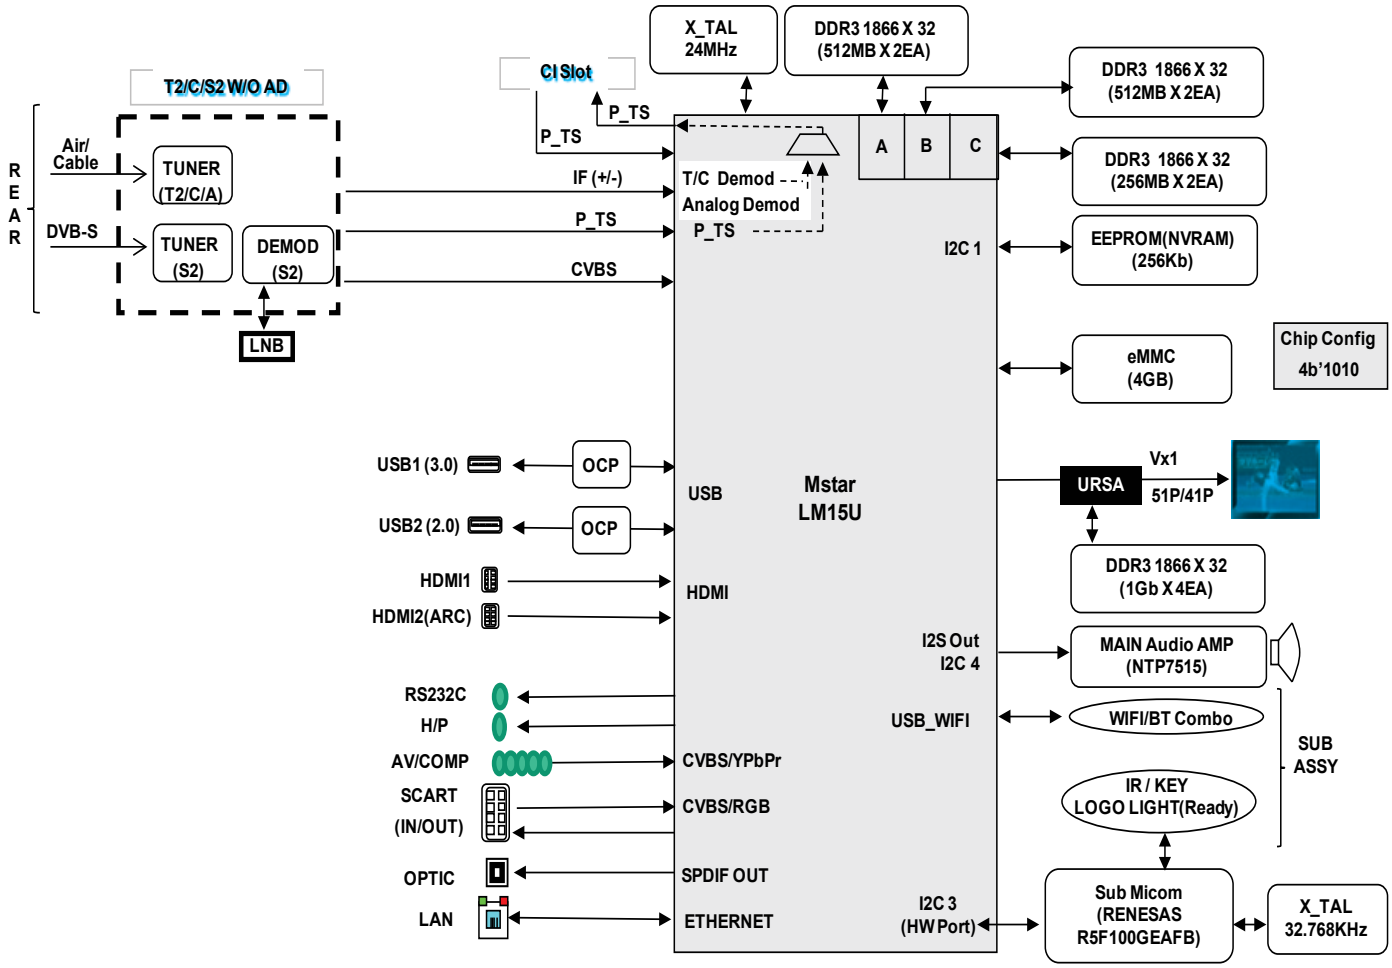 X_TAL
24MHz
DDR3 1866 X 32
(512MB X 2EA)
DDR3 1866 X 32
(512MB X 2EA)
CI Slot
T2/C/S2 W/O AD
P_TS
P_TS
A
B
C
DDR3 1866 X 32
(256MB X 2EA)
REAR
Air/
Cable
TUNER
(T2/C/A)
IF (+/-)
T/C Demod
Analog Demod
P_TS
P_TS
DVB-S
TUNER
(S2)
DEMOD
(S2)
CVBS
I2C 1
EEPROM(NVRAM)
(256Kb)
LNB
eMMC
(4GB)
Chip Config
4b'1010
USB1 (3.0)
OCP
USB
Mstar
LM15U
URSA
Vx1
51P/41P
USB2 (2.0)
OCP
DDR3 1866 X 32
(1Gb X 4EA)
HDMI1
HDMI
HDMI2(ARC)
I2S Out
I2C 4
MAIN Audio AMP
(NTP7515)
RS232C
H/P
USB_WIFI
WIFI/BT Combo
SUB
ASSY
AV/COMP
CVBS/YPbPr
SCART
(IN/OUT)
CVBS/RGB
IR / KEY
LOGO LIGHT(Ready)
OPTIC
SPDIF OUT
LAN
ETHERNET
I2C 3
(HW Port)
Sub Micom
(RENESAS
R5F100GEAFB)
X_TAL
32.768KHz